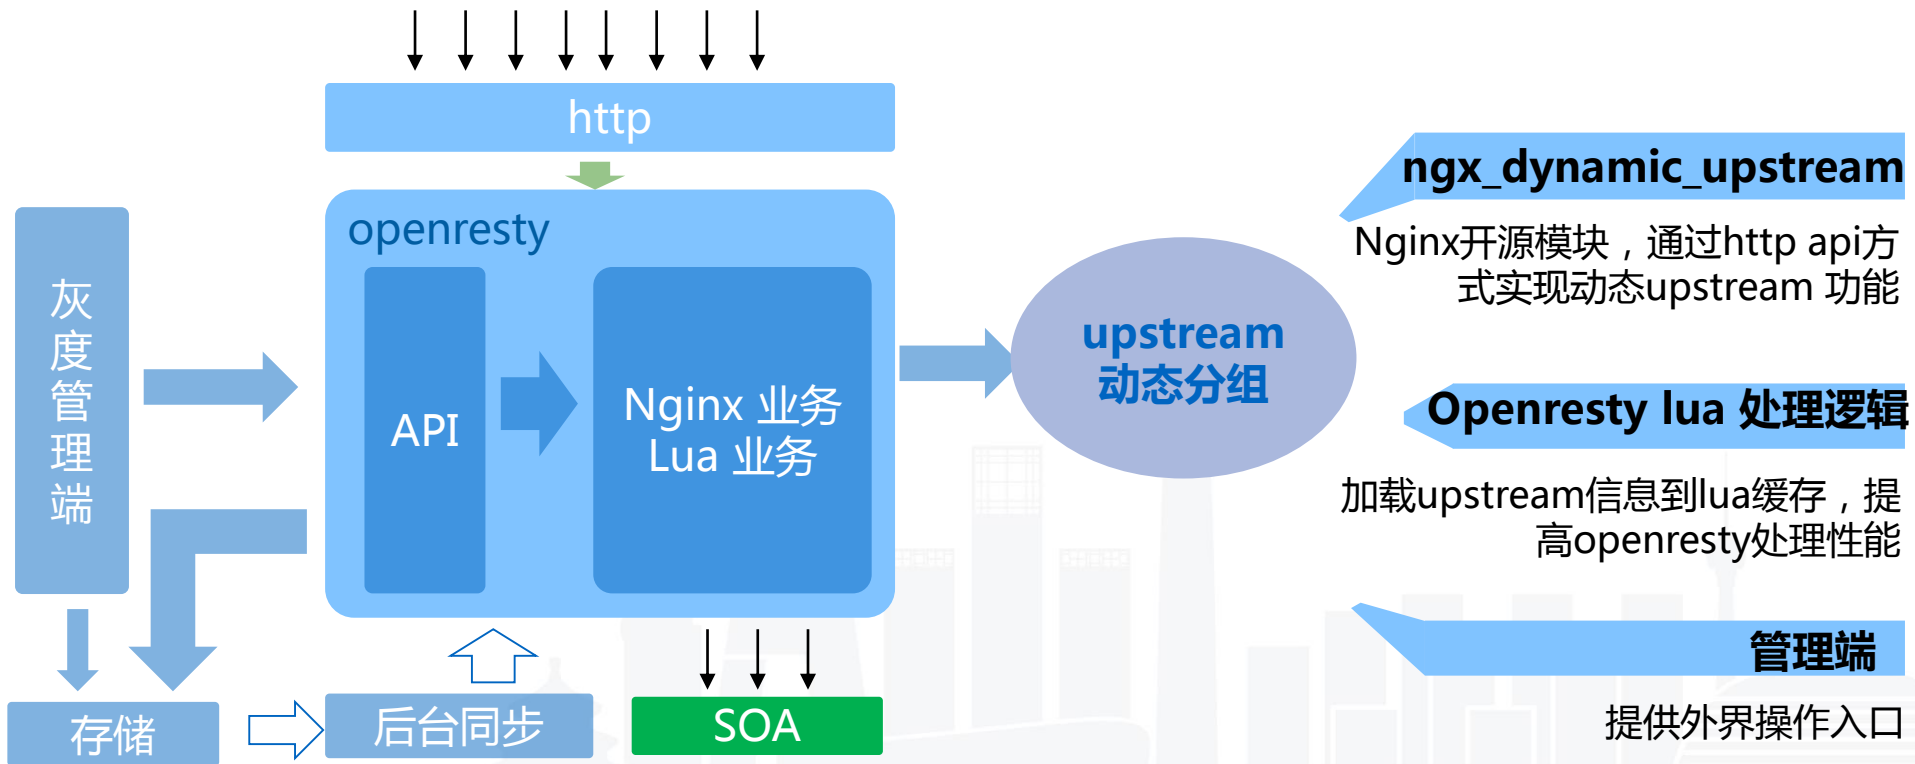 http
openresty
灰度管理端
API
Nginx 业务
Lua 业务
upstream
动态分组
存储
后台同步
SOA
ngx_dynamic_upstream
Nginx开源模块，通过http api方
式实现动态upstream 功能
Openresty lua 处理逻辑
加载upstream信息到lua缓存，提
高openresty处理性能
管理端
提供外界操作入口